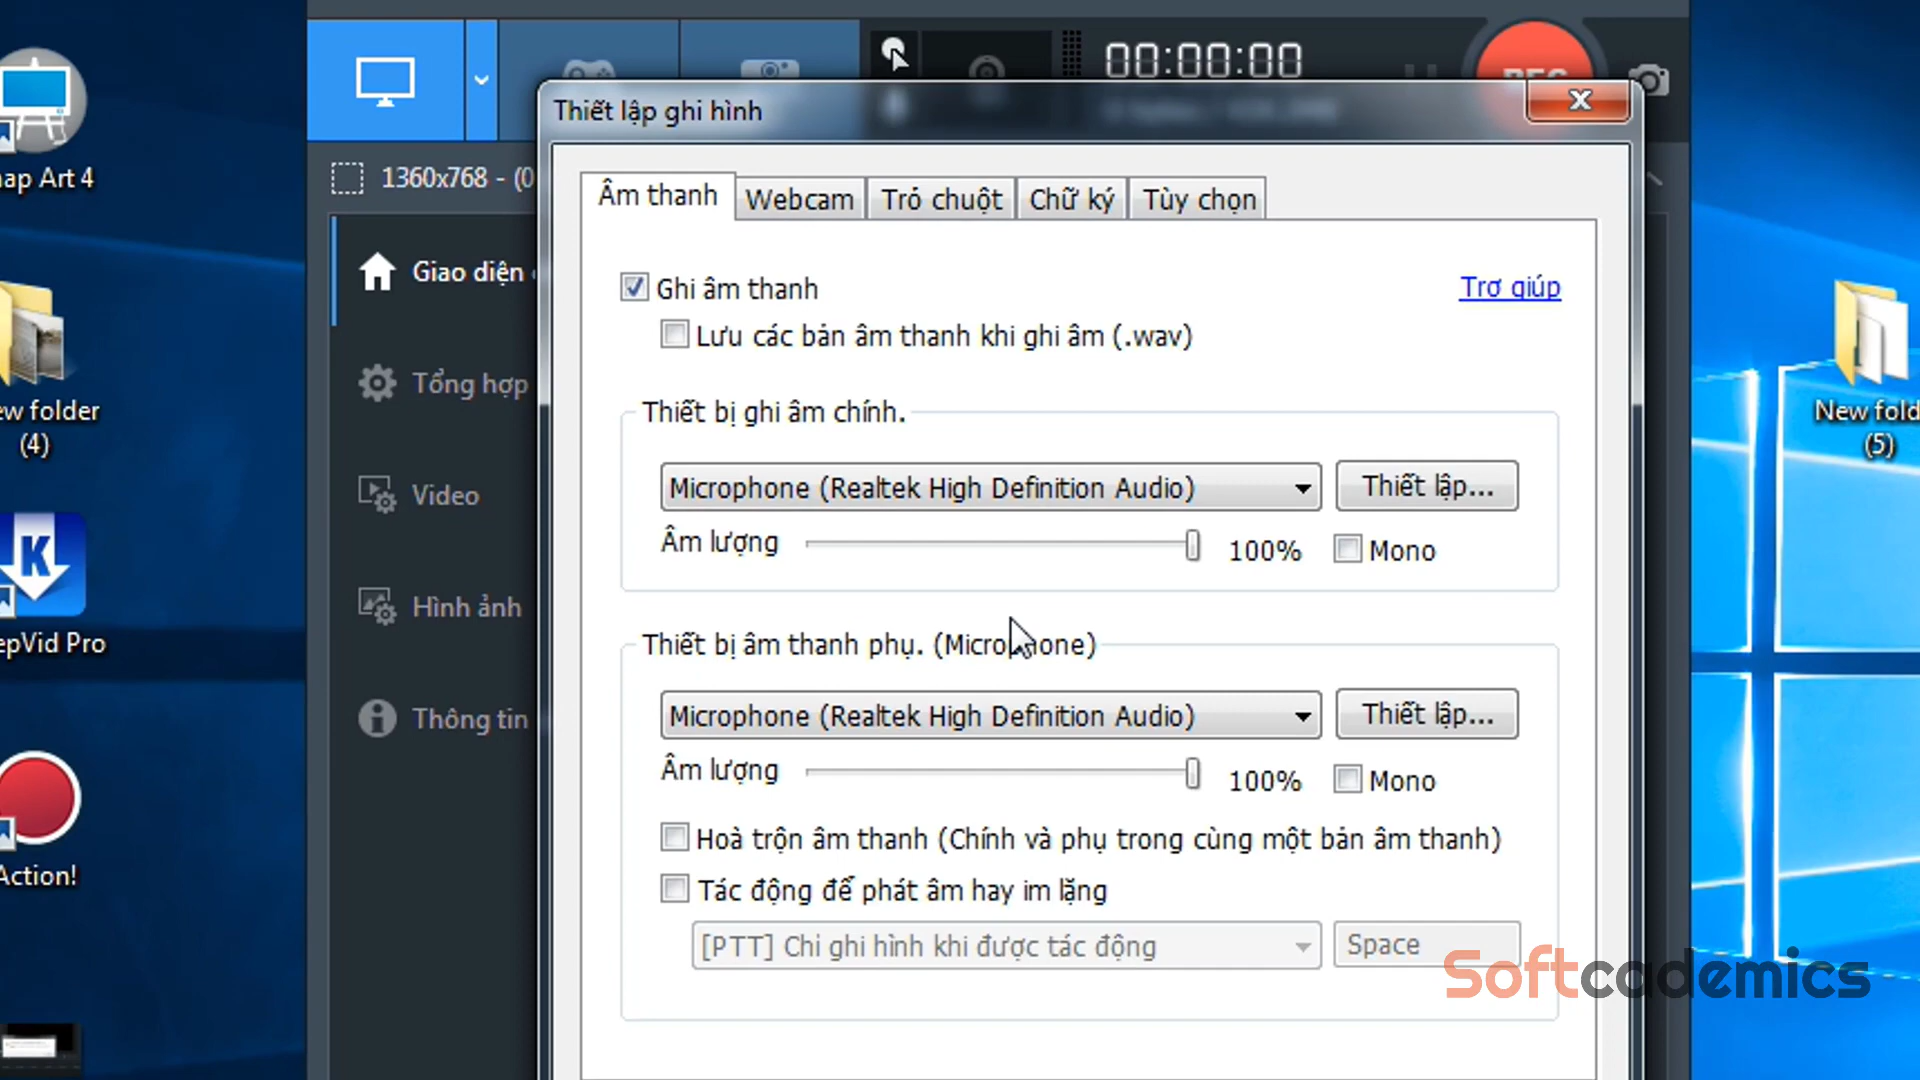 00:00:00
REC
Thiết lập ghi hình
1360x768 - (0
Âm thanh
Webcam
Trỏ chuột
Chữ ký
Tùy chọn
Ghi âm thanh
Trợ giúp
Lưu các bản âm thanh khi ghi âm (.wav)
Thiết bị ghi âm chính.
Microphone (Realtek High Definition Audio)
Thiết lập...
Âm lượng
100%
Mono
Thiết bị âm thanh phụ. (Microphone)
Microphone (Realtek High Definition Audio)
Thiết lập...
Âm lượng
100%
Mono
Hoà trộn âm thanh (Chính và phụ trong cùng một bản âm thanh)
Tác động để phát âm hay im lặng
[PTT] Chỉ ghi hình khi được tác động
Space
Giao diện
Tổng hợp
Video
Hình ảnh
Thông tin
nap Art 4
ew folder
(4)
K
epVid Pro
Action!
New fold
(5)
Softcademics